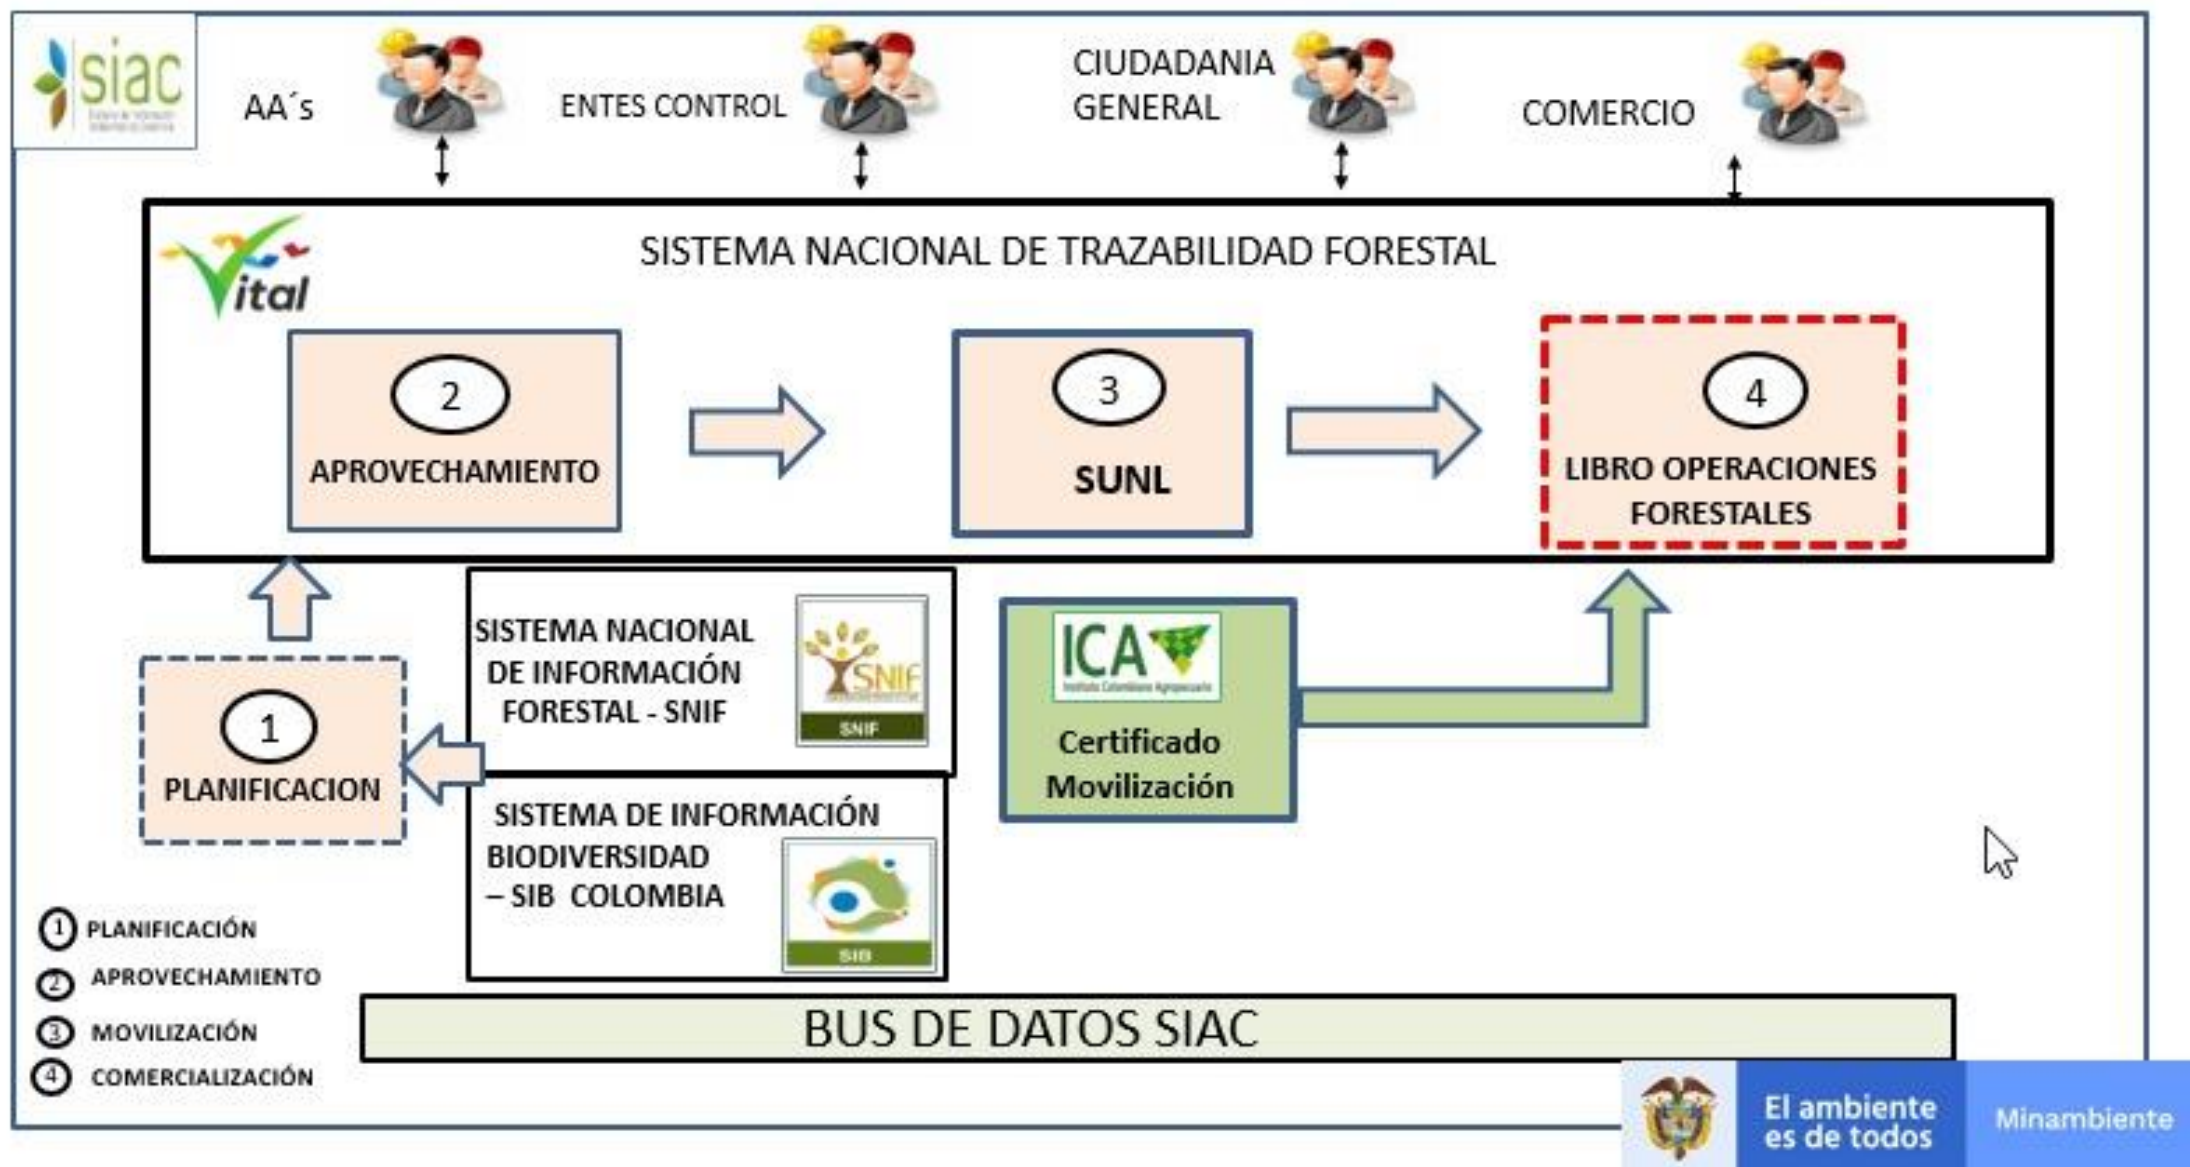 siac
AA´s
ENTES CONTROL
CIUDADANIA
GENERAL
COMERCIO
Vital
SISTEMA NACIONAL DE TRAZABILIDAD FORESTAL
2
APROVECHAMIENTO
3
SUNL
4
LIBRO OPERACIONES
FORESTALES
1
PLANIFICACION
SISTEMA NACIONAL
DE INFORMACIÓN
FORESTAL - SNIF
SNIF
SNIF
SISTEMA DE INFORMACIÓN
BIODIVERSIDAD
– SIB COLOMBIA
SIB
ICA
Instituto Colombiano Agropecuario
Certificado
Movilización
1 PLANIFICACIÓN
2 APROVECHAMIENTO
3 MOVILIZACIÓN
4 COMERCIALIZACIÓN
BUS DE DATOS SIAC
El ambiente
es de todos
Minambiente